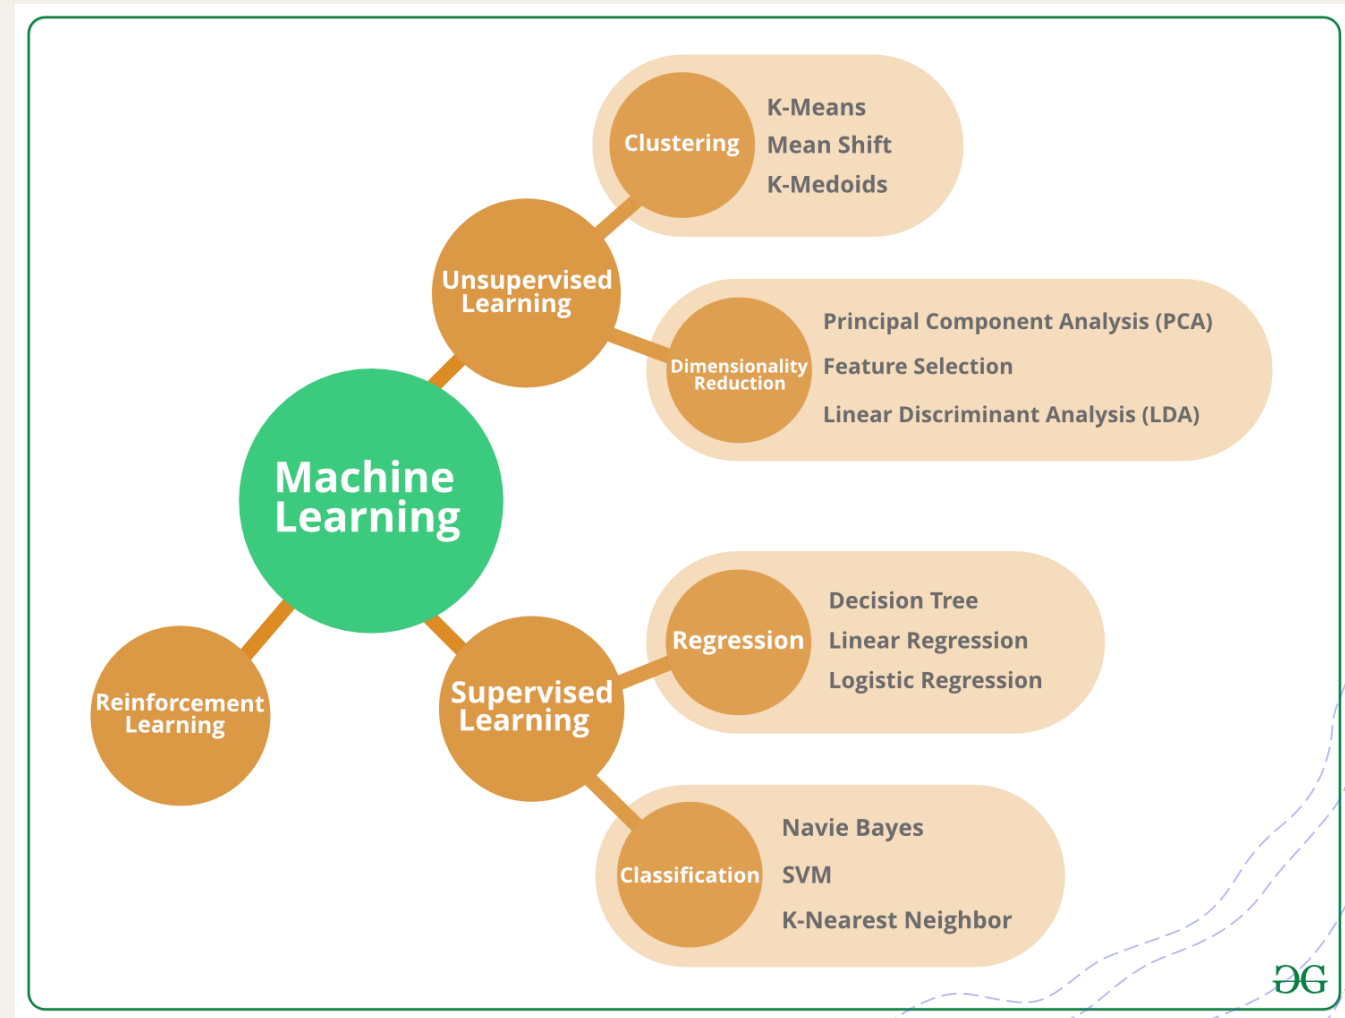 Clustering
K-Means
Mean Shift
K-Medoids
Unsupervised
Learning
Dimensionality
Reduction
Principal Component Analysis (PCA)
Feature Selection
Linear Discriminant Analysis (LDA)
Machine
Learning
Reinforcement
Learning
Supervised
Learning
Regression
Decision Tree
Linear Regression
Logistic Regression
Classification
Navie Bayes
SVM
K-Nearest Neighbor